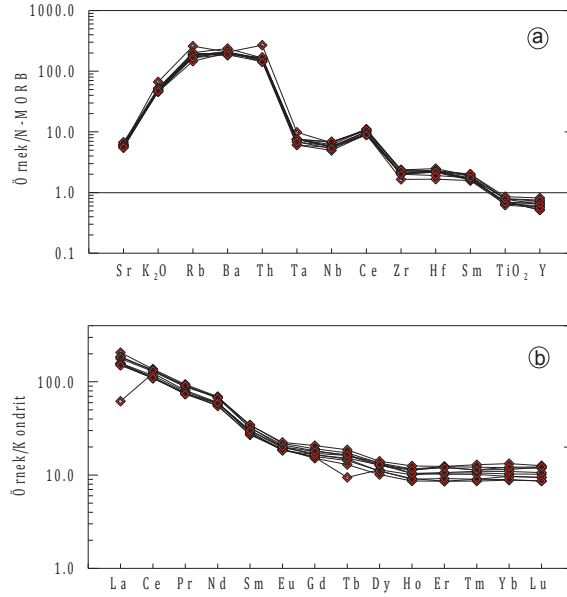 1000.0
100.0
10.0
1.0
0.1
Örnek/N-MORB
a
Sr K₂O Rb Ba Th Ta Nb Ce Zr Hf Sm TiO₂ Y
100.0
10.0
1.0
Örnek/Kondrit
b
La Ce Pr Nd Sm Eu Gd Tb Dy Ho Er Tm Yb Lu